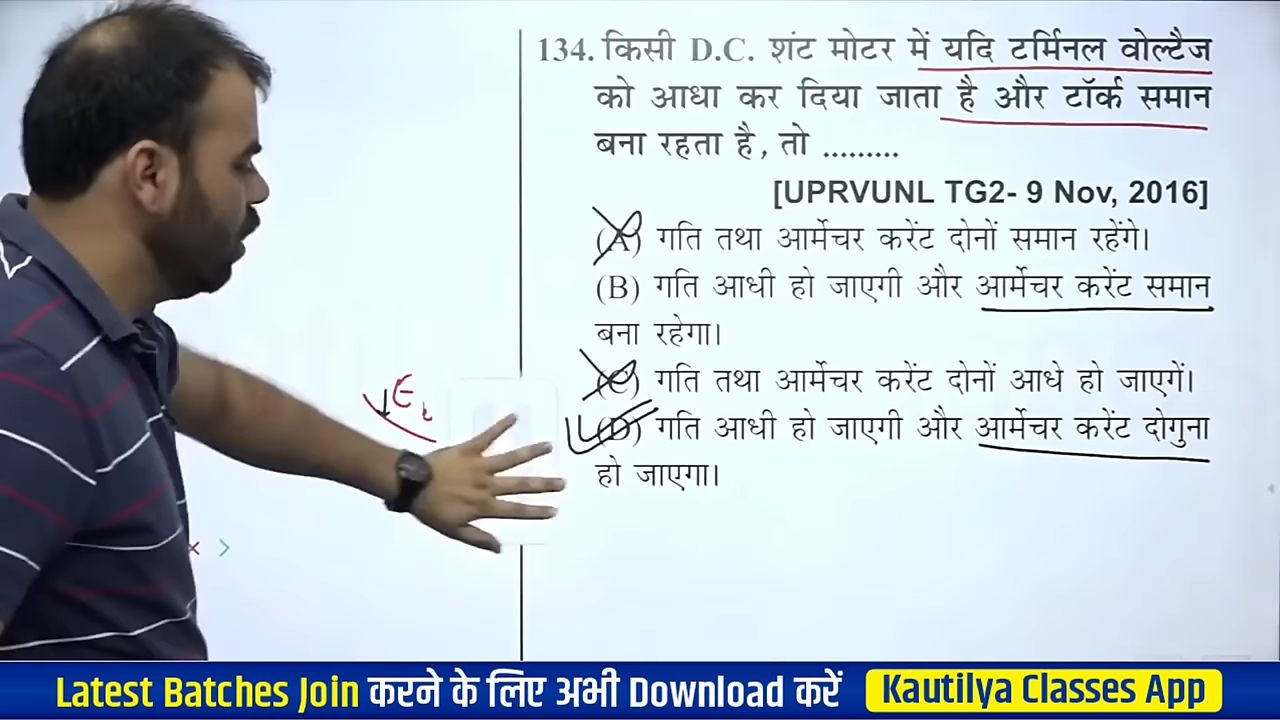 134. किसी D.C. शंट मोटर में यदि टर्मिनल वोल्टैज
को आधा कर दिया जाता है और टॉर्क समान
बना रहता है, तो .........
[UPRVUNL TG2- 9 Nov, 2016]
(A) गति तथा आर्मेचर करेंट दोनों समान रहेंगे।
(B) गति आधी हो जाएगी और आर्मेचर करेंट समान
बना रहेगा।
(C) गति तथा आर्मेचर करेंट दोनों आधे हो जाएगें।
(D) गति आधी हो जाएगी और आर्मेचर करेंट दोगुना
हो जाएगा।
Latest Batches Join करने के लिए अभी Download करें Kautilya Classes App